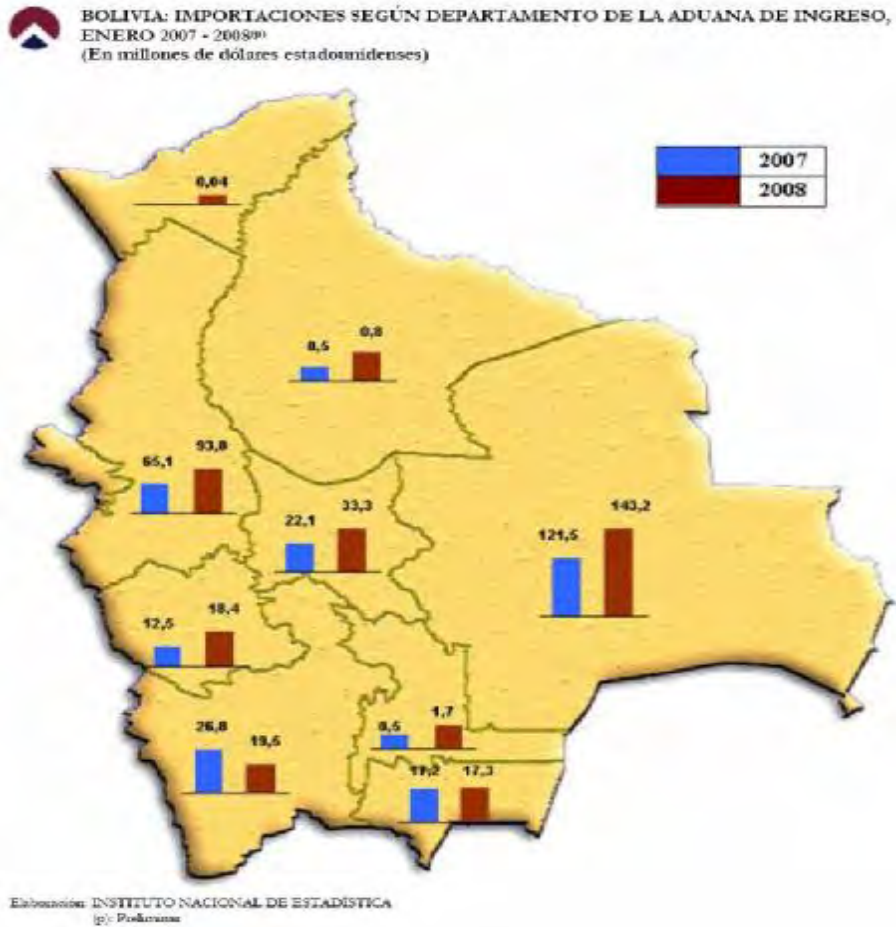 BOLIVIA: IMPORTACIONES SEGÚN DEPARTAMENTO DE LA ADUANA DE INGRESO,
ENERO 2007 - 2008(p)
(En millones de dólares estadounidenses)
2007
2008
0,04
0,5 0,8
65,1 93,8
22,1 33,3
121,5 143,2
12,5 18,4
26,8 19,5
0,5 1,7
17,3
Elaboración: INSTITUTO NACIONAL DE ESTADÍSTICA
(p): Preliminar